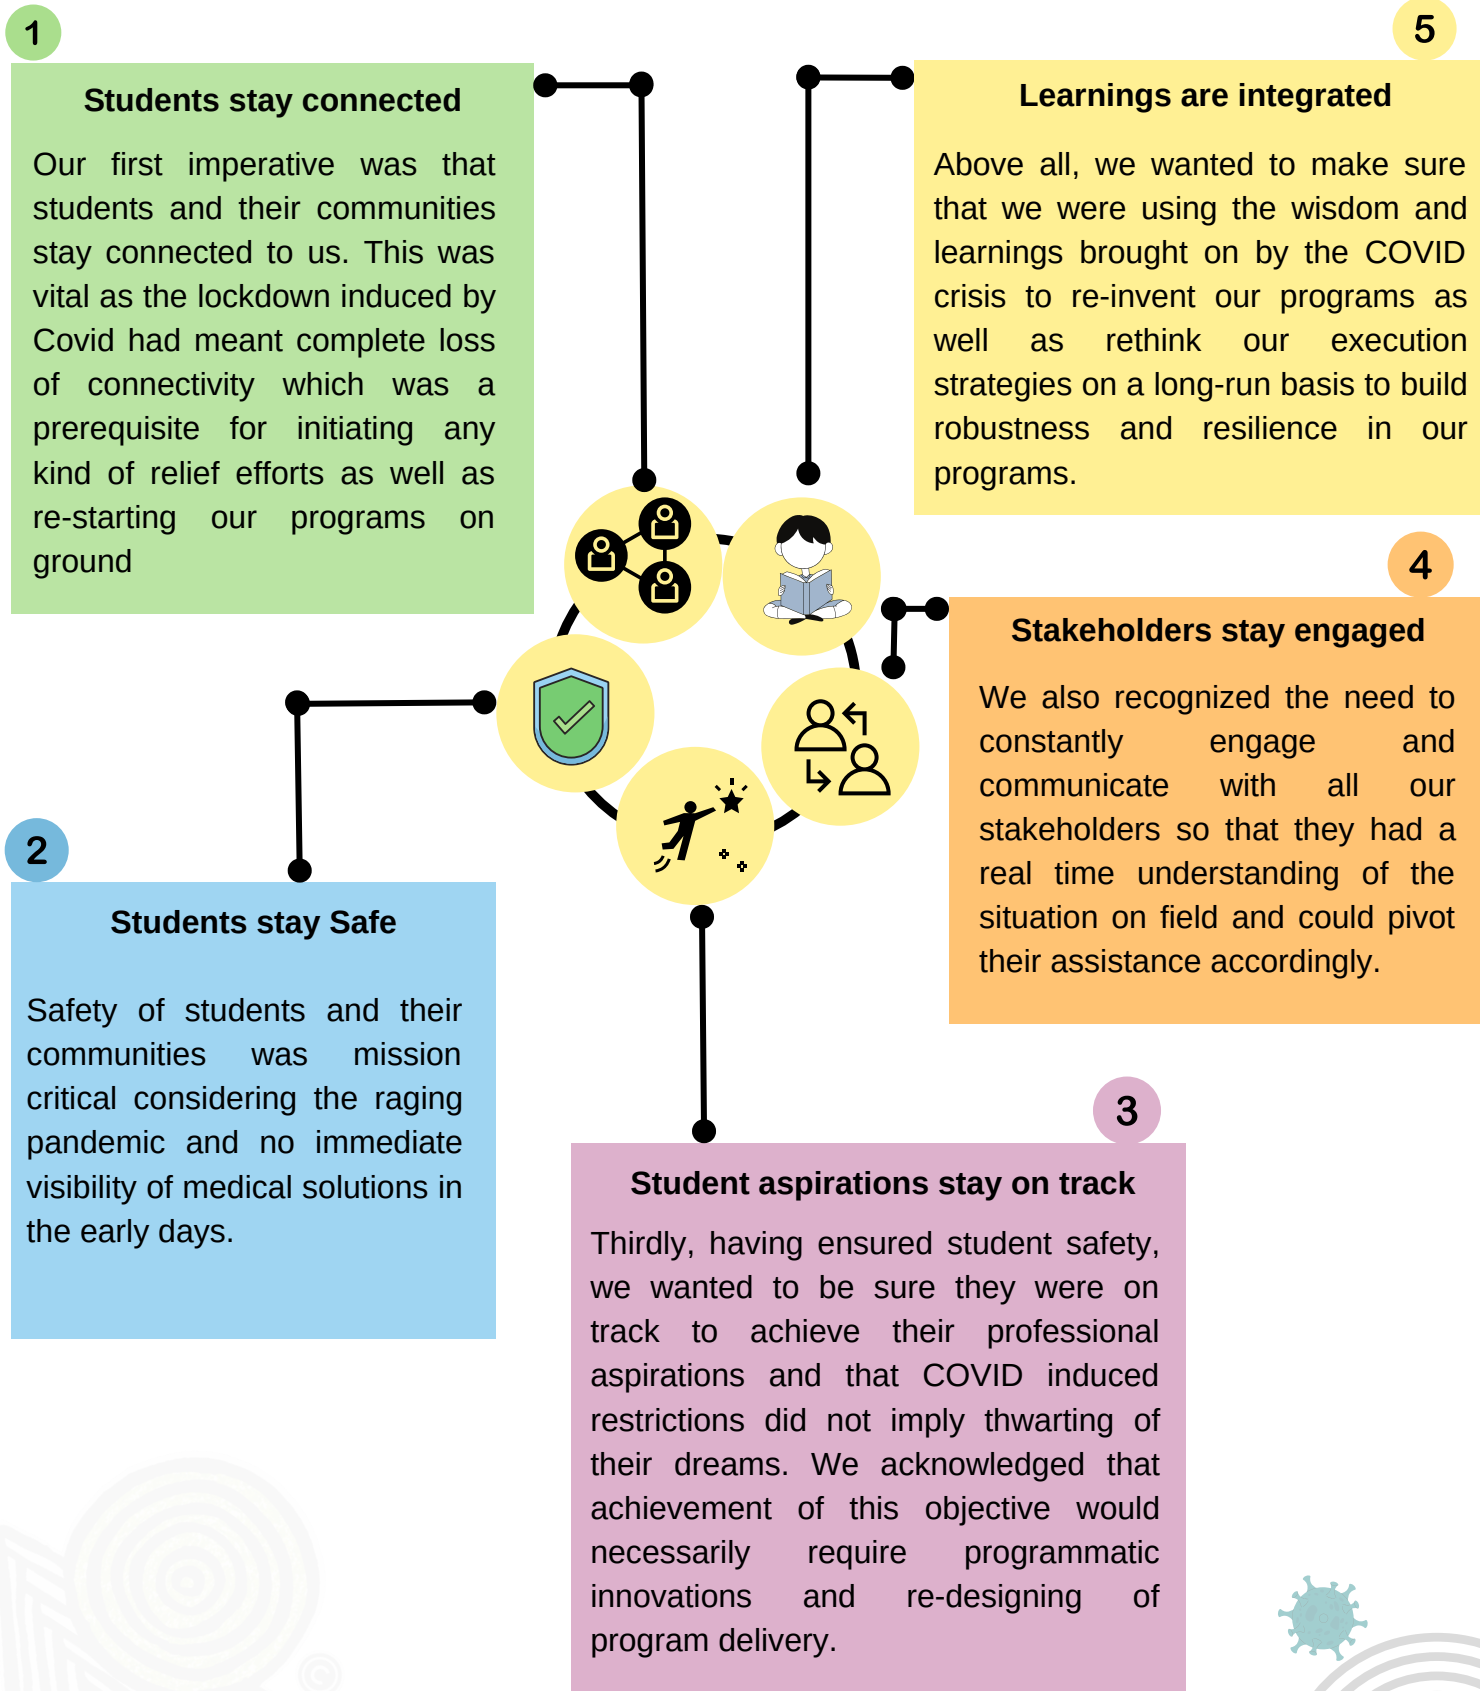 1
Students stay connected
Our first imperative was that
students and their communities
stay connected to us. This was
vital as the lockdown induced by
Covid had meant complete loss
of connectivity which was a
prerequisite for initiating any
kind of relief efforts as well as
re-starting our programs on
ground
2
Students stay Safe
Safety of students and their
communities was mission
critical considering the raging
pandemic and no immediate
visibility of medical solutions in
the early days.
3
Student aspirations stay on track
Thirdly, having ensured student safety,
we wanted to be sure they were on
track to achieve their professional
aspirations and that COVID induced
restrictions did not imply thwarting of
their dreams. We acknowledged that
achievement of this objective would
necessarily require programmatic
innovations and re-designing of
program delivery.
4
Stakeholders stay engaged
We also recognized the need to
constantly engage and
communicate with all our
stakeholders so that they had a
real time understanding of the
situation on field and could pivot
their assistance accordingly.
5
Learnings are integrated
Above all, we wanted to make sure
that we were using the wisdom and
learnings brought on by the COVID
crisis to re-invent our programs as
well as rethink our execution
strategies on a long-run basis to build
robustness and resilience in our
programs.
©